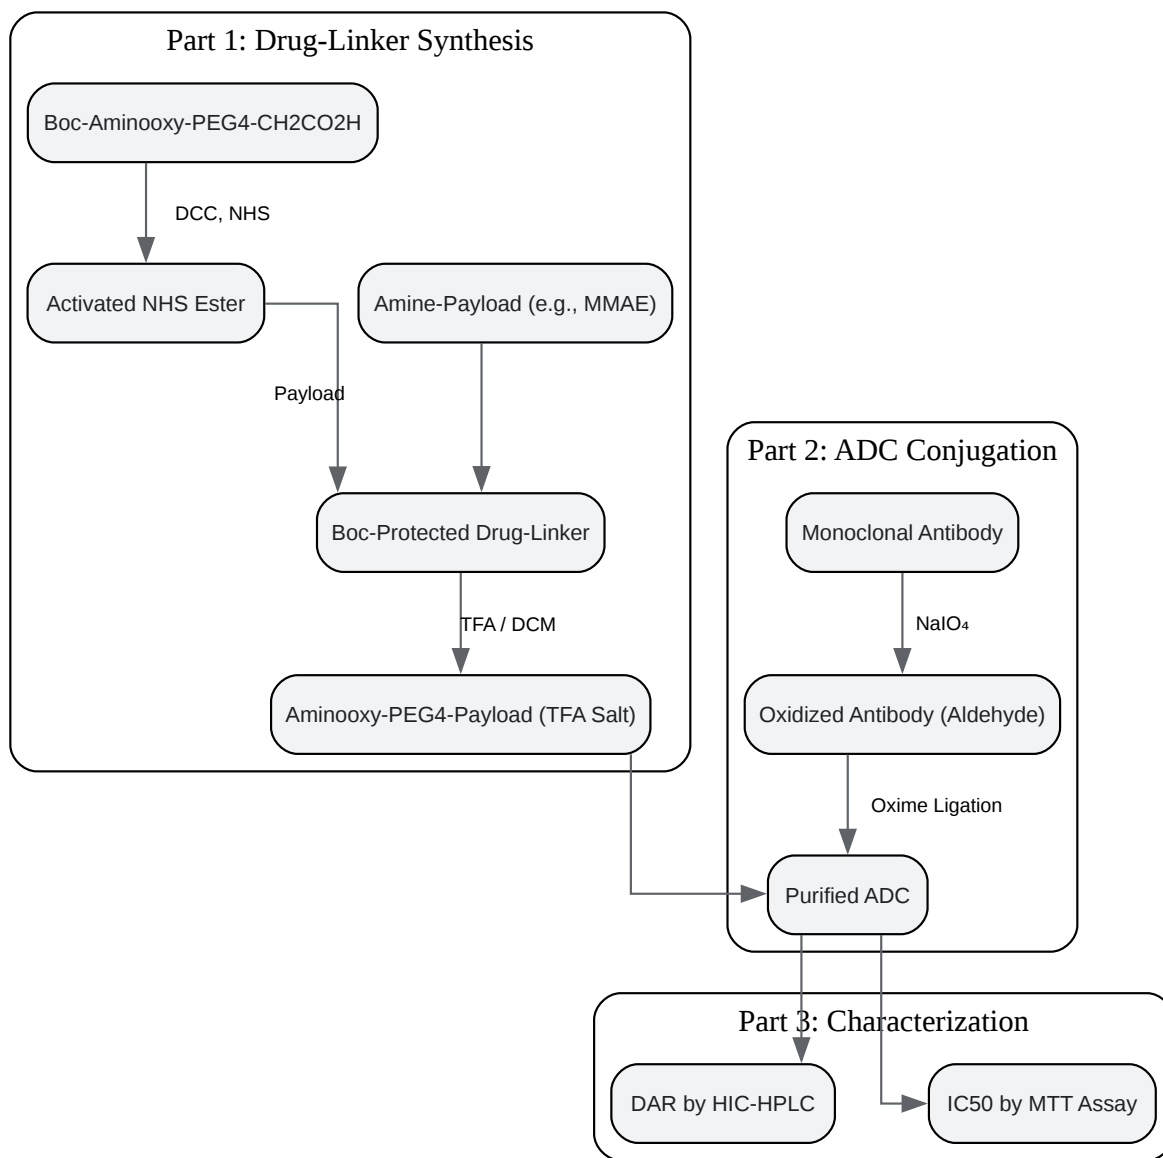 Part 1: Drug-Linker Synthesis
Boc-Aminooxy-PEG4-CH2CO2H
DCC, NHS
Activated NHS Ester
Amine-Payload (e.g., MMAE)
Payload
Boc-Protected Drug-Linker
TFA / DCM
Aminooxy-PEG4-Payload (TFA Salt)
Part 2: ADC Conjugation
Monoclonal Antibody
NaIO₄
Oxidized Antibody (Aldehyde)
Oxime Ligation
Purified ADC
Part 3: Characterization
DAR by HIC-HPLC
IC50 by MTT Assay